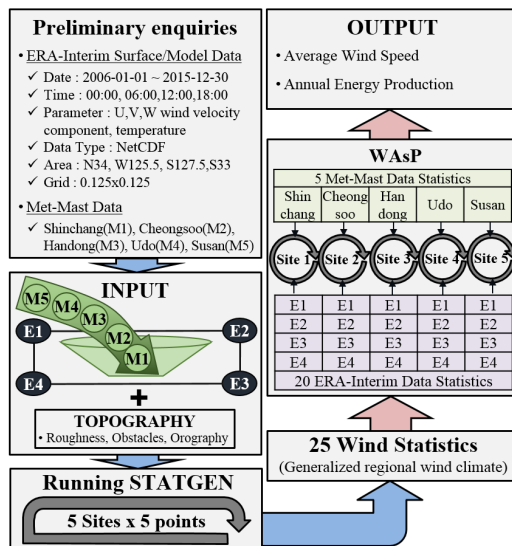 Preliminary enquiries
• ERA-Interim Surface/Model Data
✓ Date : 2006-01-01 ~ 2015-12-30
✓ Time : 00:00, 06:00,12:00,18:00
✓ Parameter : U,V,W wind velocity
component, temperature
✓ Data Type : NetCDF
✓ Area : N34, W125.5, S127.5,S33
✓ Grid : 0.125x0.125
• Met-Mast Data
✓ Shinchang(M1), Cheongsoo(M2),
Handong(M3), Udo(M4), Susan(M5)
INPUT
M5
M4
M3
M2
M1
E1
E2
E4
E3
+
TOPOGRAPHY
• Roughness, Obstacles, Orography
Running STATGEN
5 Sites x 5 points
25 Wind Statistics
(Generalized regional wind climate)
WAsP
5 Met-Mast Data Statistics
Shin chang
Cheong soo
Han dong
Udo
Susan
Site 1 Site 2 Site 3 Site 4 Site 5
E1 E1 E1 E1 E1
E2 E2 E2 E2 E2
E3 E3 E3 E3 E3
E4 E4 E4 E4 E4
20 ERA-Interim Data Statistics
OUTPUT
• Average Wind Speed
• Annual Energy Production